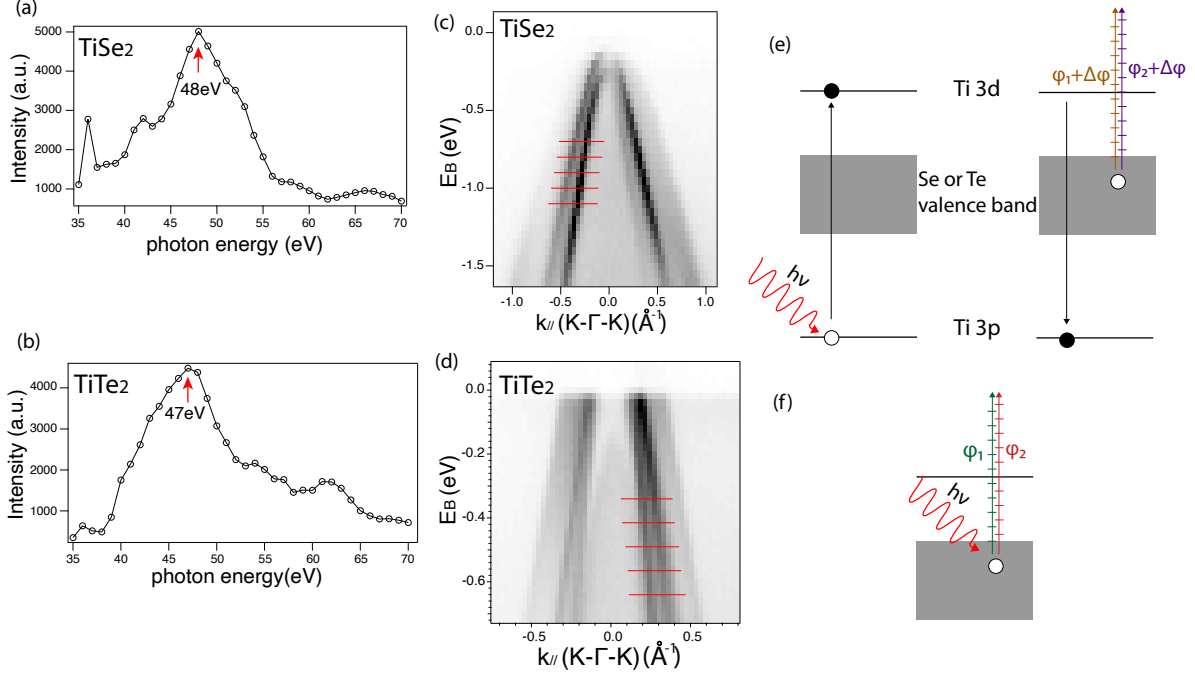 (a)
TiSe2
5000
4000
3000
2000
1000
48eV
Intensity (a.u.)
35 40 45 50 55 60 65 70
photon energy (eV)
(b)
TiTe2
4000
3000
2000
1000
47eV
Intensity (a.u.)
35 40 45 50 55 60 65 70
photon energy(eV)
(c)
TiSe2
0.0
-0.5
-1.0
-1.5
EB (eV)
-1.0 -0.5 0.0 0.5 1.0
k// (K-Γ-K) (Å-1)
(d)
TiTe2
0.0
-0.2
-0.4
-0.6
EB (eV)
-0.5 0.0 0.5
k// (K-Γ-K) (Å-1)
(e)
φ1+Δφ
φ2+Δφ
Ti 3d
Se or Te
valence band
hν
Ti 3p
(f)
φ1
φ2
hν